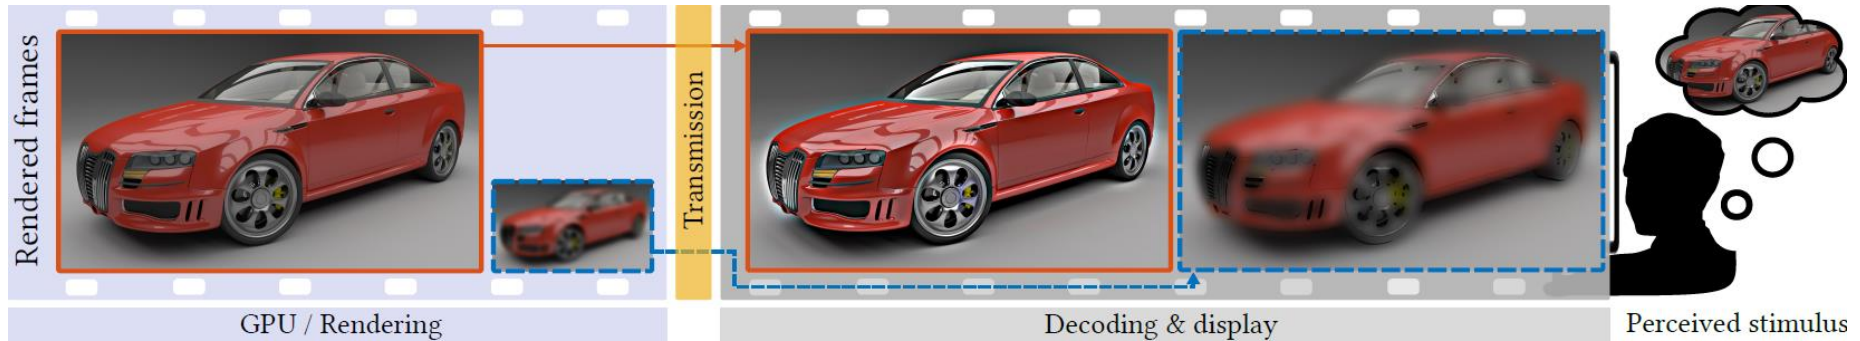 Rendered frames
Transmission
GPU / Rendering
Decoding & display
Perceived stimulus